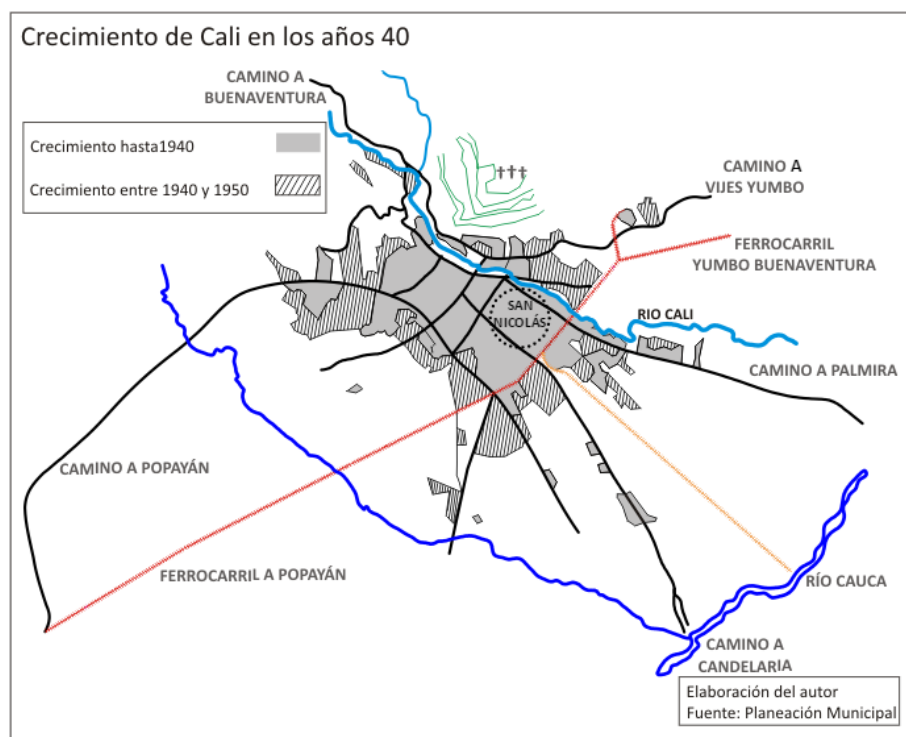 Crecimiento de Cali en los años 40
CAMINO A
BUENAVENTURA
Crecimiento hasta1940
Crecimiento entre 1940 y 1950
CAMINO A
VIJES YUMBO
FERROCARRIL
YUMBO BUENAVENTURA
SAN
NICOLÁS
RIO CALI
CAMINO A PALMIRA
CAMINO A POPAYÁN
FERROCARRIL A POPAYÁN
RÍO CAUCA
CAMINO A
CANDELARIA
Elaboración del autor
Fuente: Planeación Municipal